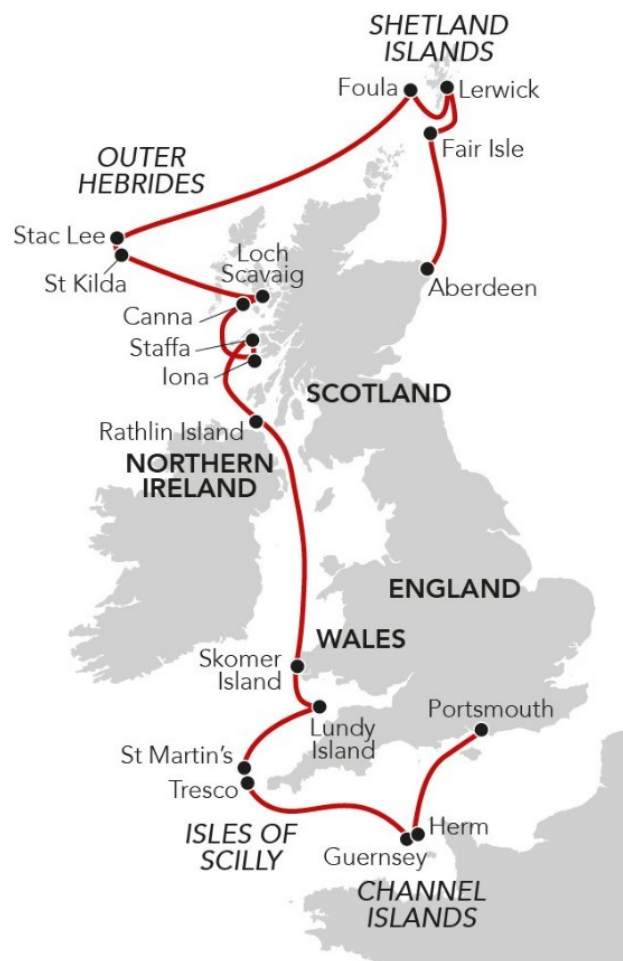 SHETLAND
ISLANDS
Foula
Lerwick
Fair Isle
OUTER
HEBRIDES
Stac Lee
St Kilda
Loch
Scavaig
Canna
Aberdeen
Staffa
Iona
SCOTLAND
Rathlin Island
NORTHERN
IRELAND
ENGLAND
WALES
Skomer
Island
Lundy
Island
Portsmouth
St Martin's
Tresco
ISLES OF
SCILLY
Herm
Guernsey
CHANNEL
ISLANDS